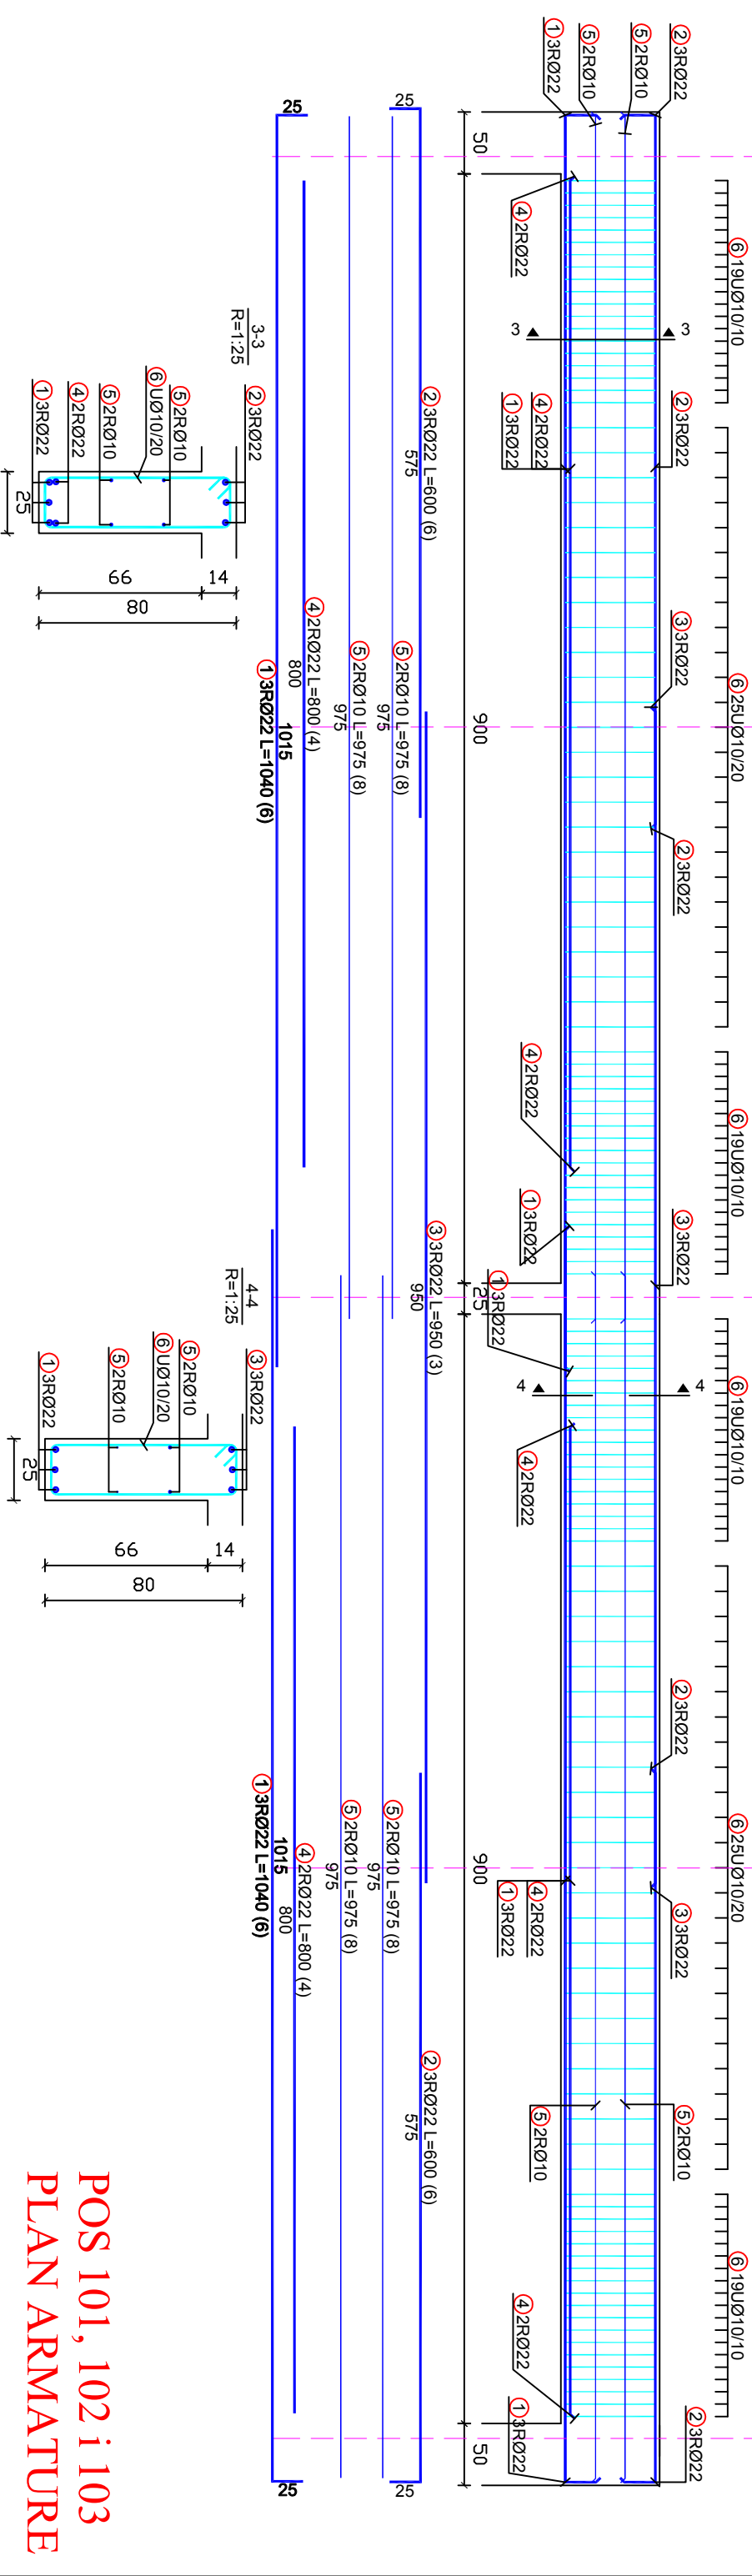 ⑥19UØ10/10
⑥25UØ10/20
⑥19UØ10/10
⑥19UØ10/10
⑥25UØ10/20
⑥19UØ10/10
②3RØ22
⑤2RØ10
⑤2RØ10
①3RØ22
3
3
②3RØ22
③3RØ22
②3RØ22
③3RØ22
4
4
②3RØ22
③3RØ22
⑤2RØ10
②3RØ22
④2RØ22
④2RØ22
①3RØ22
④2RØ22
①3RØ22
①3RØ22
④2RØ22
④2RØ22
①3RØ22
⑤2RØ10
④2RØ22
①3RØ22
50
900
25
900
50
③3RØ22 L=950 (3)
950
25
②3RØ22 L=600 (6)
575
②3RØ22 L=600 (6)
575
25
⑤2RØ10 L=975 (8)
975
⑤2RØ10 L=975 (8)
975
⑤2RØ10 L=975 (8)
975
⑤2RØ10 L=975 (8)
975
④2RØ22 L=800 (4)
800
④2RØ22 L=800 (4)
800
25
1015
①3RØ22 L=1040 (6)
1015
①3RØ22 L=1040 (6)
25
3-3
R=1:25
②3RØ22
⑤2RØ10
⑥UØ10/20
⑤2RØ10
④2RØ22
①3RØ22
25
14
66
80
4-4
R=1:25
③3RØ22
⑤2RØ10
⑥UØ10/20
⑤2RØ10
①3RØ22
25
14
66
80
POS 101, 102 i 103
PLAN ARMATURE